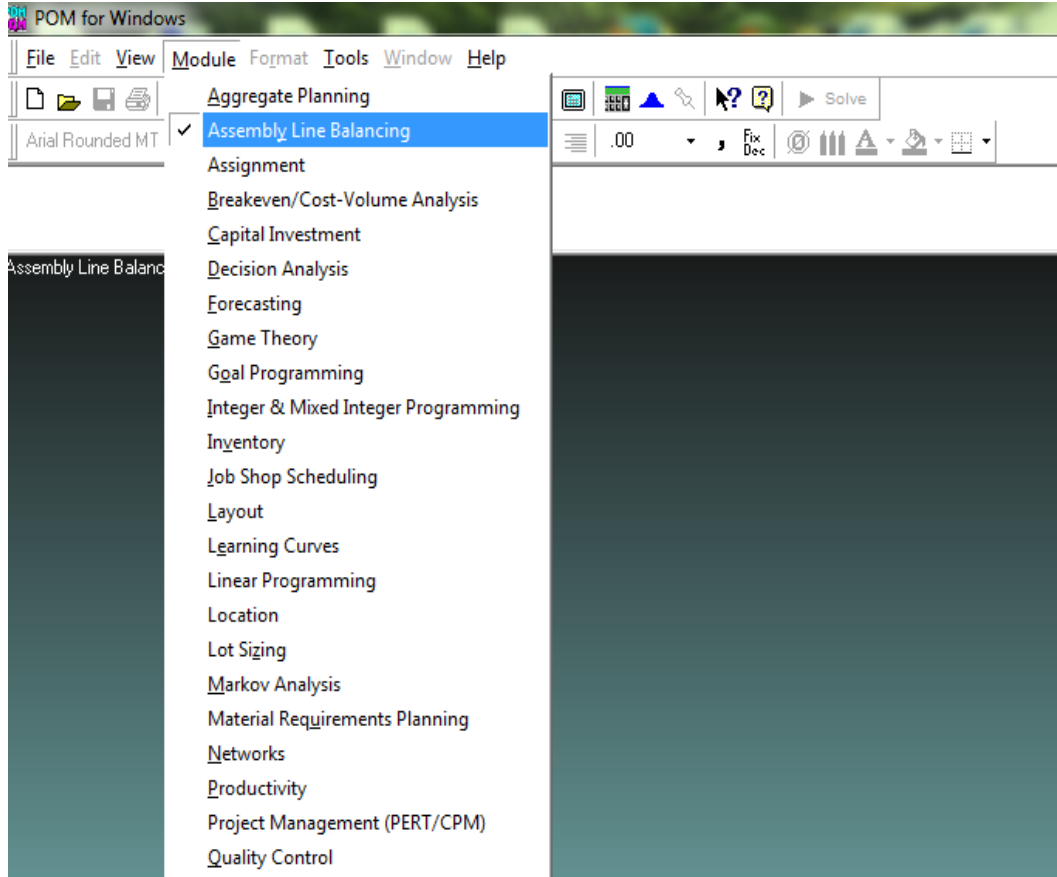 POM for Windows
File Edit View Module Format Tools Window Help
Solve
Arial Rounded MT .00 , Fix Dec 0 A
Aggregate Planning
Assembly Line Balancing
Assignment
Breakeven/Cost-Volume Analysis
Capital Investment
Assembly Line Balanc
Decision Analysis
Forecasting
Game Theory
Goal Programming
Integer & Mixed Integer Programming
Inventory
Job Shop Scheduling
Layout
Learning Curves
Linear Programming
Location
Lot Sizing
Markov Analysis
Material Requirements Planning
Networks
Productivity
Project Management (PERT/CPM)
Quality Control